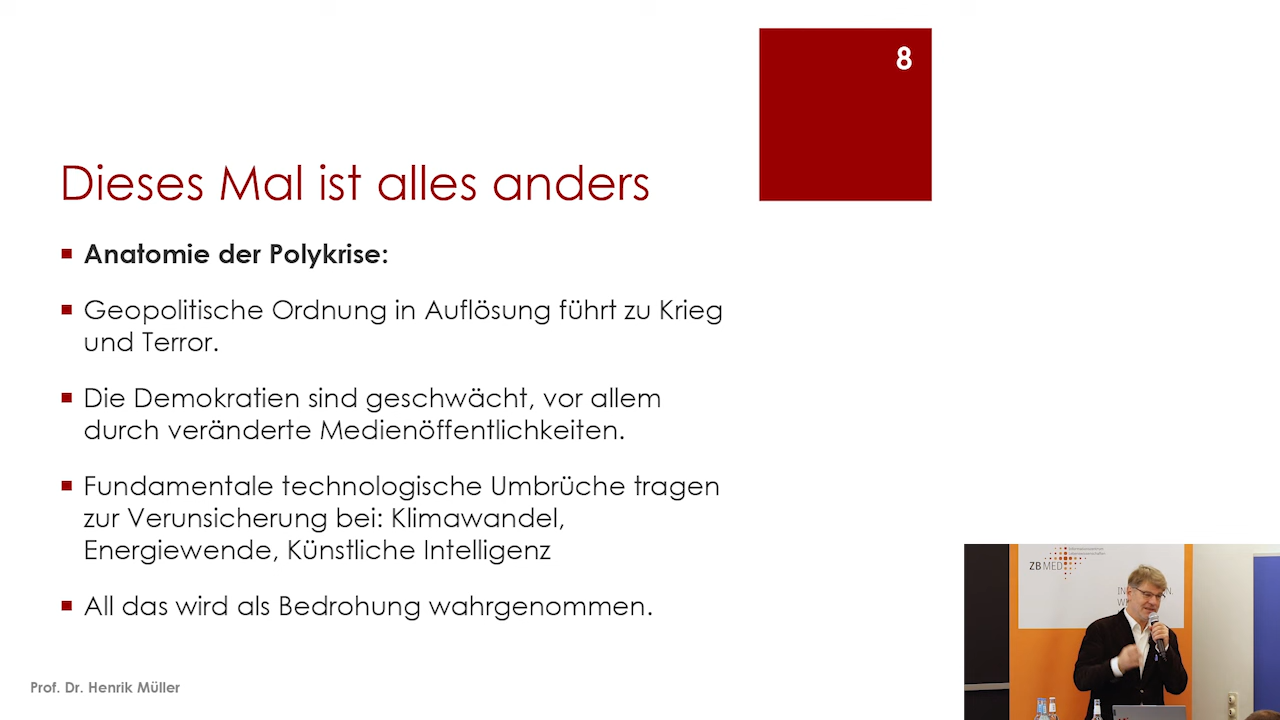 8
Dieses Mal ist alles anders
Anatomie der Polykrise:
Geopolitische Ordnung in Auflösung führt zu Krieg
und Terror.
Die Demokratien sind geschwächt, vor allem
durch veränderte Medienöffentlichkeiten.
Fundamentale technologische Umbrüche tragen
zur Verunsicherung bei: Klimawandel,
Energiewende, Künstliche Intelligenz
All das wird als Bedrohung wahrgenommen.
Prof. Dr. Henrik Müller
Informationszentrum
Lebenswissenschaften
ZB MED